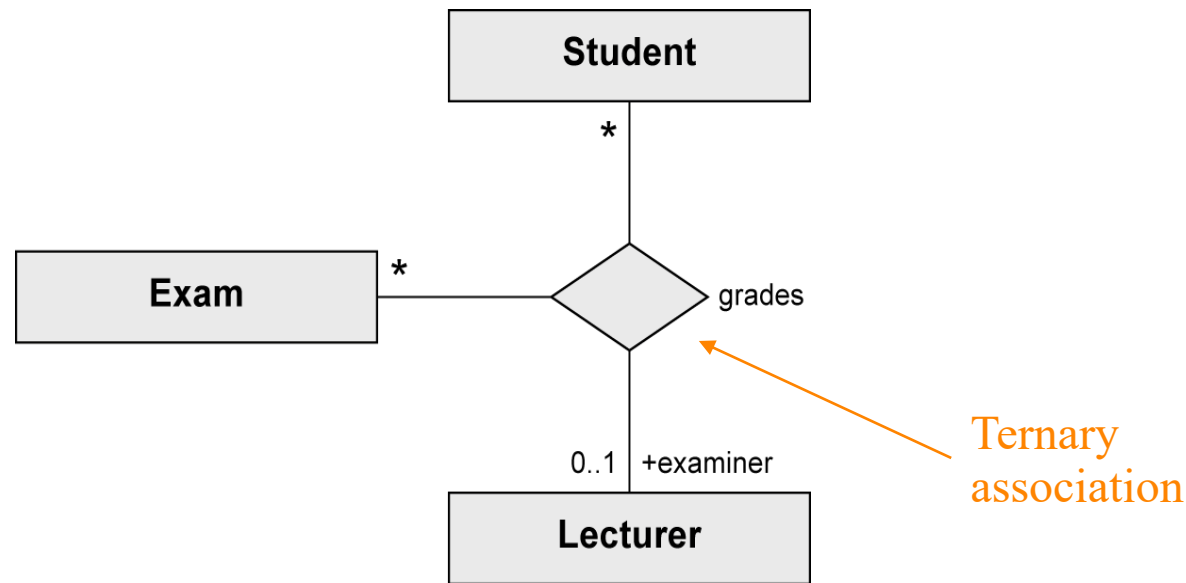 Student
*
Exam
*
grades
0..1 +examiner
Lecturer
Ternary
association